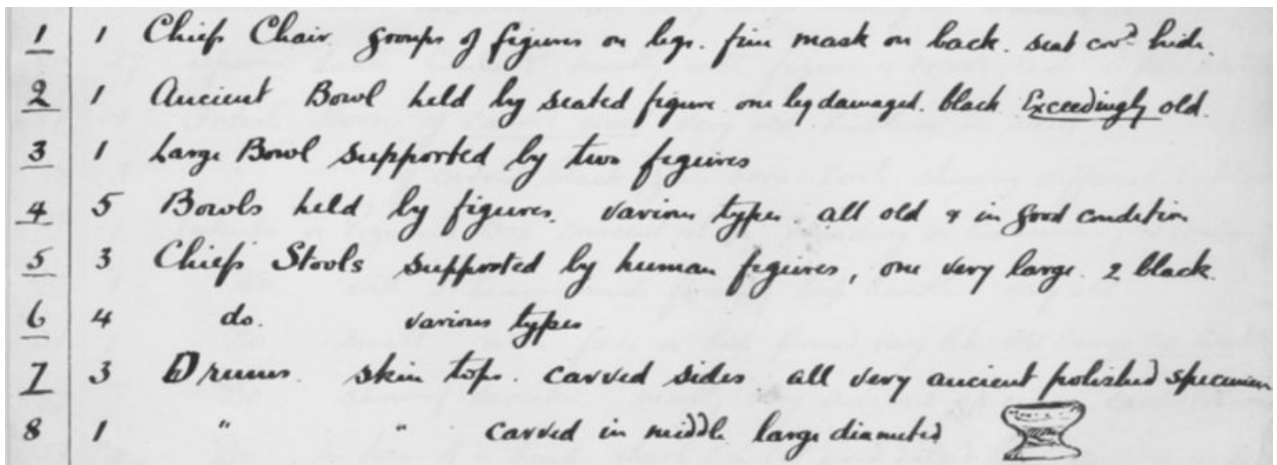 1 1 Chiefs Chair. groups of figures on legs. fine mask on back. seat covd hide.
2 1 Ancient Bowl held by seated figure one leg damaged. black Exceedingly old.
3 1 Large Bowl supported by two figures
4 5 Bowls held by figures. various types. all old & in good condition
5 3 Chiefs Stools supported by human figures, one very large. 2 black.
6 4 do. various types
7 3 Drums. skin tops. carved sides. all very ancient polished specimen
8 1 " " carved in middle large diameter